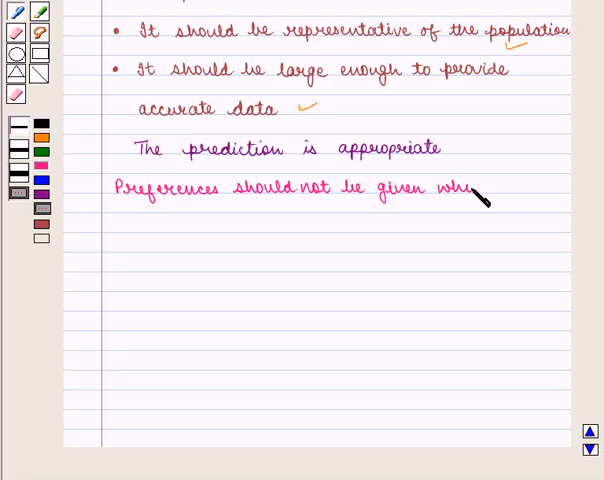 • It should be representative of the population
• It should be large enough to provide
accurate data
The prediction is appropriate
Preferences should not be given whe